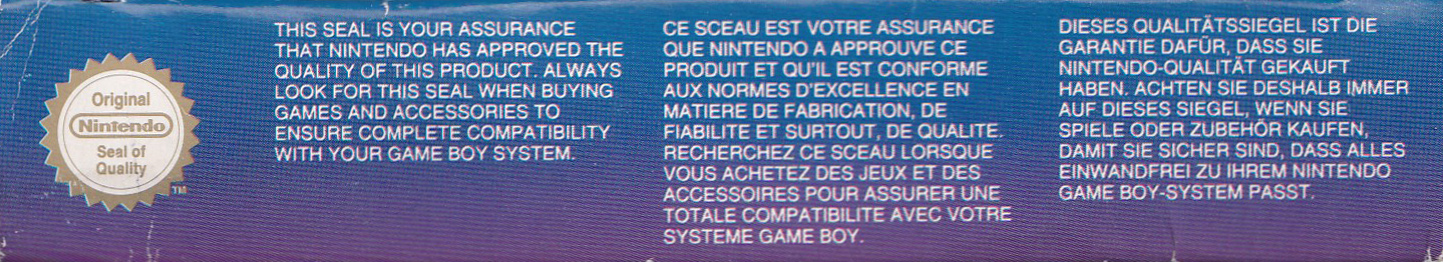 Original
Nintendo
Seal of
Quality
TM
THIS SEAL IS YOUR ASSURANCE
THAT NINTENDO HAS APPROVED THE
QUALITY OF THIS PRODUCT. ALWAYS
LOOK FOR THIS SEAL WHEN BUYING
GAMES AND ACCESSORIES TO
ENSURE COMPLETE COMPATIBILITY
WITH YOUR GAME BOY SYSTEM.
CE SCEAU EST VOTRE ASSURANCE
QUE NINTENDO A APPROUVE CE
PRODUIT ET QU'IL EST CONFORME
AUX NORMES D'EXCELLENCE EN
MATIERE DE FABRICATION, DE
FIABILITE ET SURTOUT, DE QUALITE.
RECHERCHEZ CE SCEAU LORSQUE
VOUS ACHETEZ DES JEUX ET DES
ACCESSOIRES POUR ASSURER UNE
TOTALE COMPATIBILITE AVEC VOTRE
SYSTEME GAME BOY.
DIESES QUALITÄTSSIEGEL IST DIE
GARANTIE DAFÜR, DASS SIE
NINTENDO-QUALITÄT GEKAUFT
HABEN. ACHTEN SIE DESHALB IMMER
AUF DIESES SIEGEL, WENN SIE
SPIELE ODER ZUBEHÖR KAUFEN,
DAMIT SIE SICHER SIND, DASS ALLES
EINWANDFREI ZU IHREM NINTENDO
GAME BOY-SYSTEM PASST.